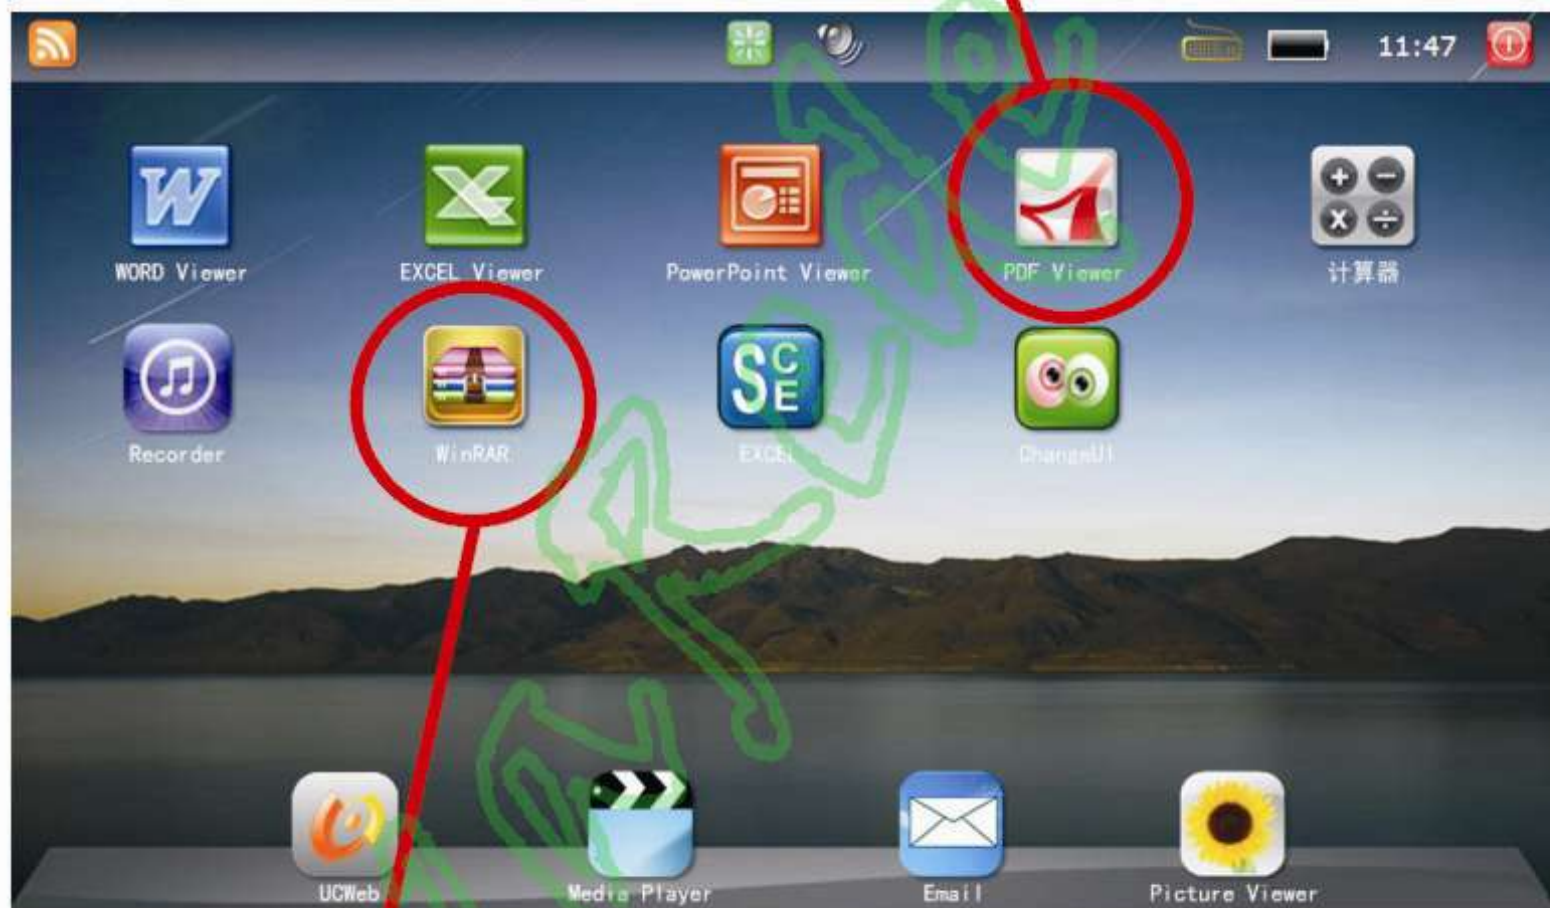 11:47
WORD Viewer
EXCEL Viewer
PowerPoint Viewer
PDF Viewer
计算器
Recorder
WinRAR
EXCEL
ChangeUI
UCWeb
Media Player
Email
Picture Viewer